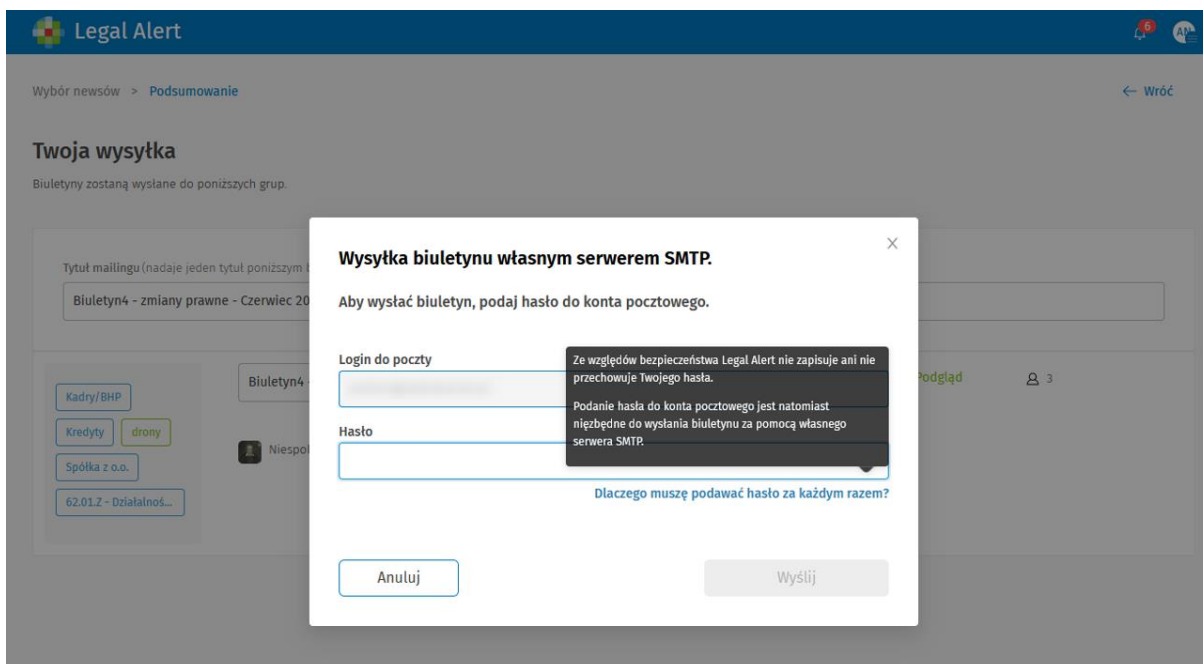 Legal Alert
6
AN
Wybór newsów > Podsumowanie
← Wróć
Twoja wysyłka
Biuletyny zostaną wysłane do poniższych grup.
Tytuł mailingu (nadaje jeden tytuł poniższym
Biuletyn4 - zmiany prawne - Czerwiec 20
Kadry/BHP
Kredyty
drony
Spółka z o.o.
62.01.Z - Działalnoś...
Biuletyn4 -
Podgląd
3
Wysyłka biuletynu własnym serwerem SMTP.
Aby wysłać biuletyn, podaj hasło do konta pocztowego.
Login do poczty
Ze względów bezpieczeństwa Legal Alert nie zapisuje ani nie
przechowuje Twojego hasła.
Podanie hasła do konta pocztowego jest natomiast
niezbędne do wysłania biuletynu za pomocą własnego
serwera SMTP.
Hasło
Dlaczego muszę podawać hasło za każdym razem?
Anuluj
Wyślij